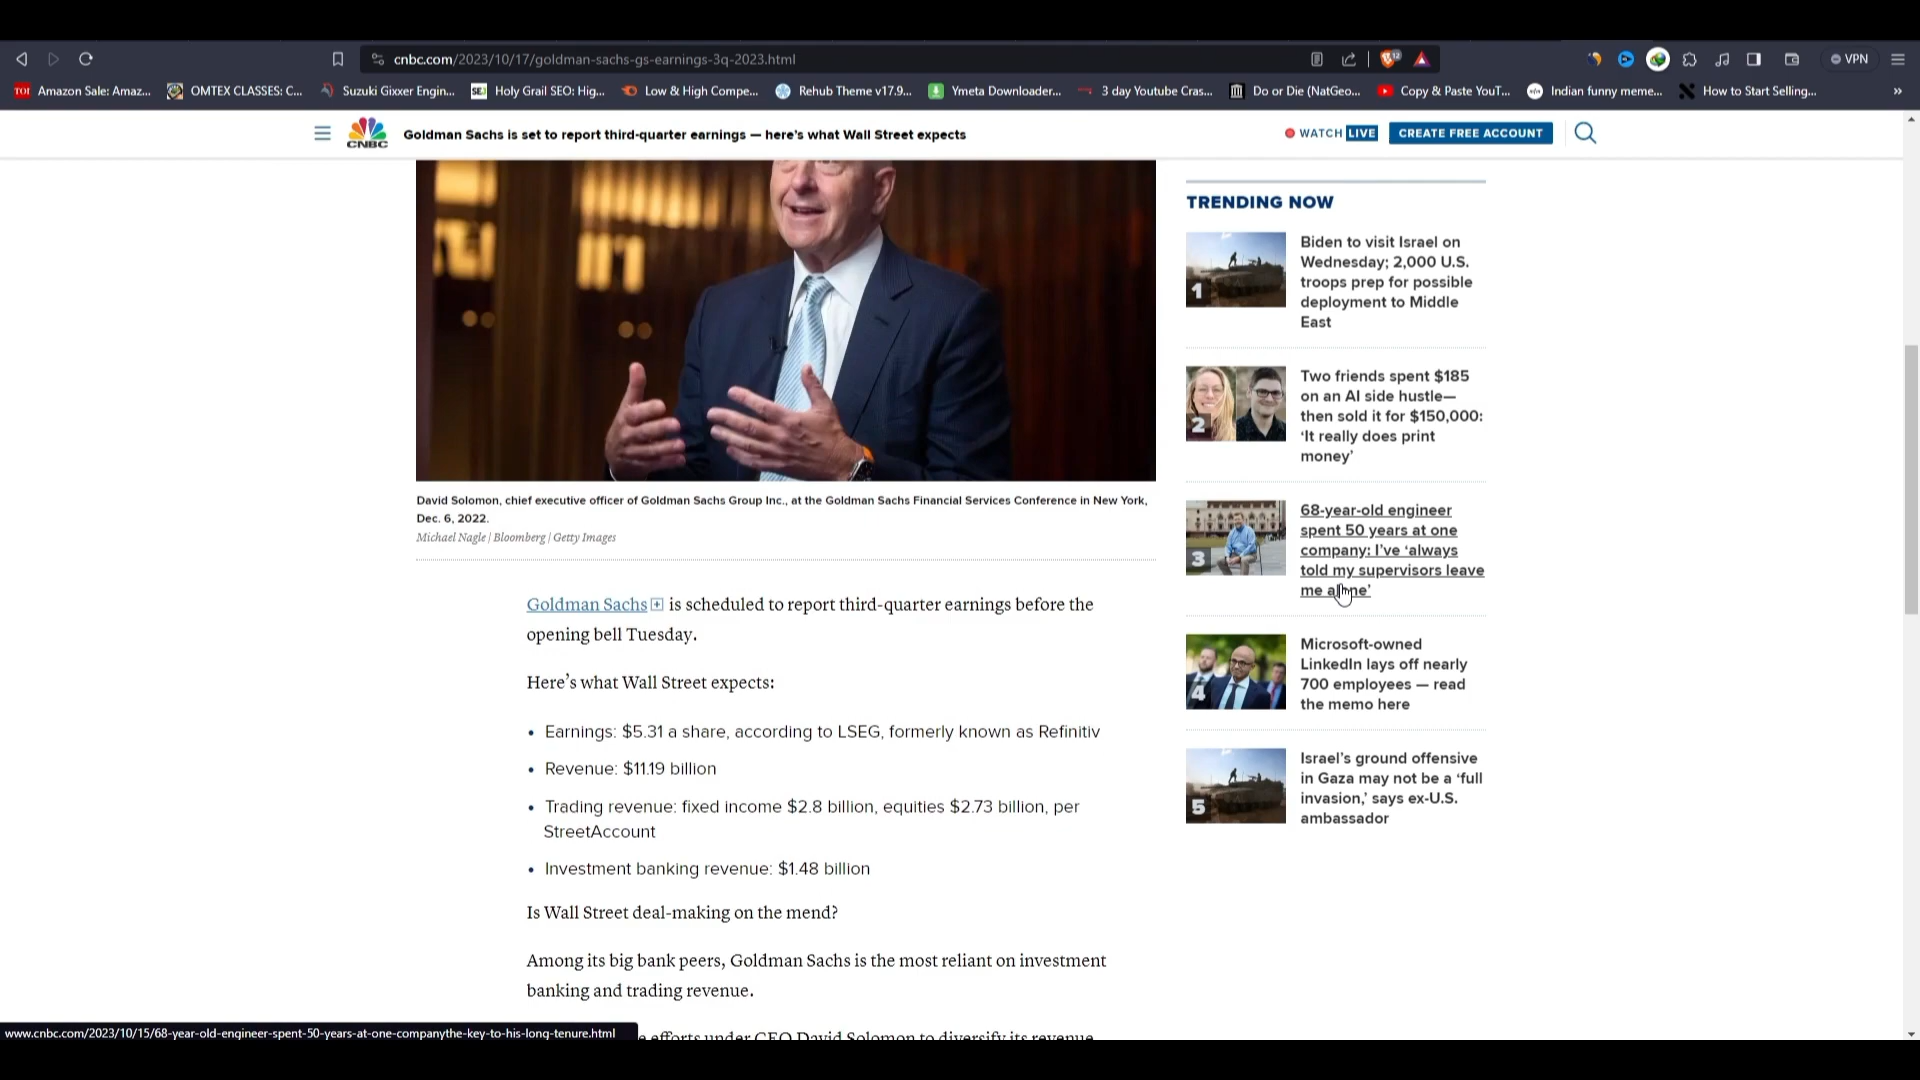 cnbc.com/2023/10/17/goldman-sachs-gs-earnings-3q-2023.html
VPN
TOI Amazon Sale: Amaz...
OMTEX CLASSES: C...
Suzuki Gixxer Engin...
SEJ Holy Grail SEO: Hig...
Low & High Compe...
Rehub Theme v17.9...
Ymeta Downloader...
3 day Youtube Cras...
Do or Die (NatGeo...
Copy & Paste YouT...
Indian funny meme...
How to Start Selling...
»
CNBC
Goldman Sachs is set to report third-quarter earnings — here's what Wall Street expects
WATCH LIVE
CREATE FREE ACCOUNT
David Solomon, chief executive officer of Goldman Sachs Group Inc., at the Goldman Sachs Financial Services Conference in New York,
Dec. 6, 2022.
Michael Nagle | Bloomberg | Getty Images
Goldman Sachs is scheduled to report third-quarter earnings before the
opening bell Tuesday.
Here’s what Wall Street expects:
• Earnings: $5.31 a share, according to LSEG, formerly known as Refinitiv
• Revenue: $11.19 billion
• Trading revenue: fixed income $2.8 billion, equities $2.73 billion, per
StreetAccount
• Investment banking revenue: $1.48 billion
Is Wall Street deal-making on the mend?
Among its big bank peers, Goldman Sachs is the most reliant on investment
banking and trading revenue.
efforts under CEO David Solomon to diversify its revenue
TRENDING NOW
1
Biden to visit Israel on
Wednesday; 2,000 U.S.
troops prep for possible
deployment to Middle
East
2
Two friends spent $185
on an AI side hustle—
then sold it for $150,000:
‘It really does print
money’
3
68-year-old engineer
spent 50 years at one
company: I’ve ‘always
told my supervisors leave
me alone’
4
Microsoft-owned
LinkedIn lays off nearly
700 employees — read
the memo here
5
Israel’s ground offensive
in Gaza may not be a ‘full
invasion,’ says ex-U.S.
ambassador
www.cnbc.com/2023/10/15/68-year-old-engineer-spent-50-years-at-one-companythe-key-to-his-long-tenure.html